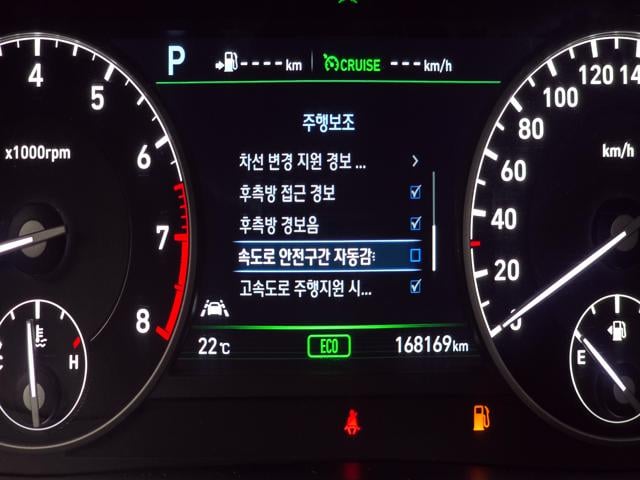 P ---- km CRUISE --- km/h
주행보조
차선 변경 지원 경보 ...
후측방 접근 경보
후측방 경보음
속도로 안전구간 자동감
고속도로 주행지원 시...
22℃ ECO 168169km
4
5
6
7
8
x1000rpm
C H
0
20
40
60
80
100
120
14
km/h
E